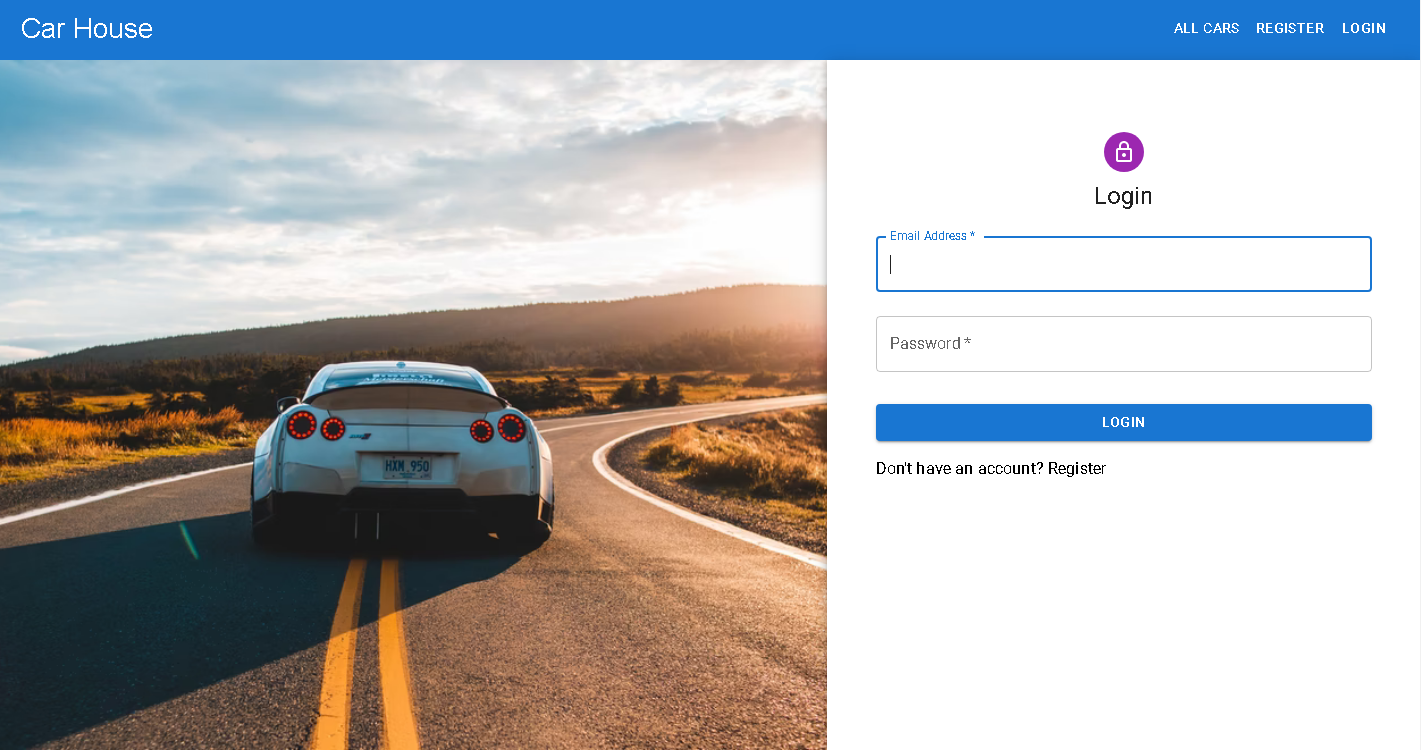 Car House
ALL CARS REGISTER LOGIN
Login
Email Address *
Password *
LOGIN
Don't have an account? Register
HXM 950